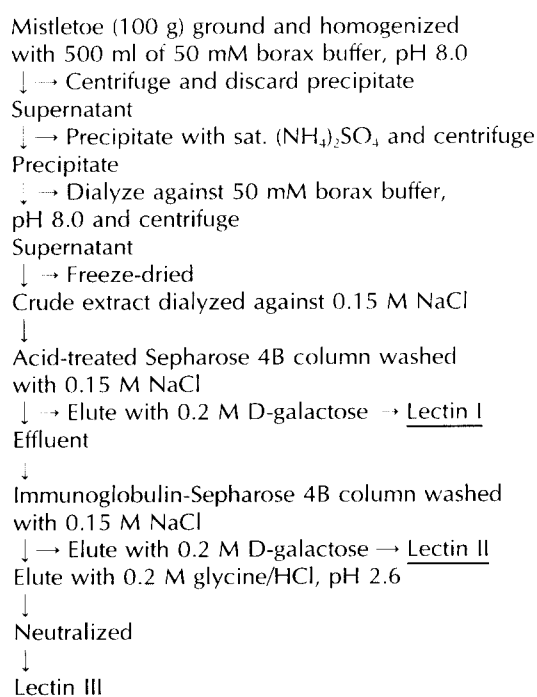 Mistletoe (100 g) ground and homogenized
with 500 ml of 50 mM borax buffer, pH 8.0
↓ → Centrifuge and discard precipitate
Supernatant
↓ → Precipitate with sat. (NH₄)₂SO₄ and centrifuge
Precipitate
↓ → Dialyze against 50 mM borax buffer,
pH 8.0 and centrifuge
Supernatant
↓ → Freeze-dried
Crude extract dialyzed against 0.15 M NaCl
↓
Acid-treated Sepharose 4B column washed
with 0.15 M NaCl
↓ → Elute with 0.2 M D-galactose → Lectin I
Effluent
↓
Immunoglobulin-Sepharose 4B column washed
with 0.15 M NaCl
↓ → Elute with 0.2 M D-galactose → Lectin II
Elute with 0.2 M glycine/HCl, pH 2.6
↓
Neutralized
↓
Lectin III